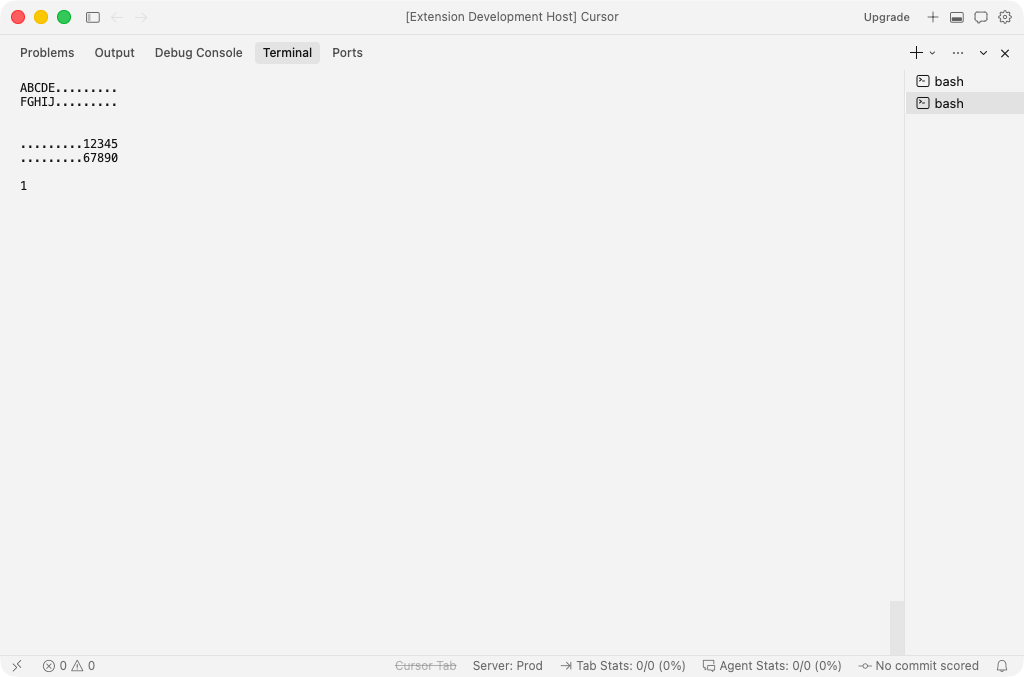 [Extension Development Host] Cursor
Upgrade
Problems Output Debug Console Terminal Ports
ABCDE.........
FGHIJ.........
.........12345
.........67890
1
bash
bash
0 0 Cursor Tab Server: Prod Tab Stats: 0/0 (0%) Agent Stats: 0/0 (0%) No commit scored